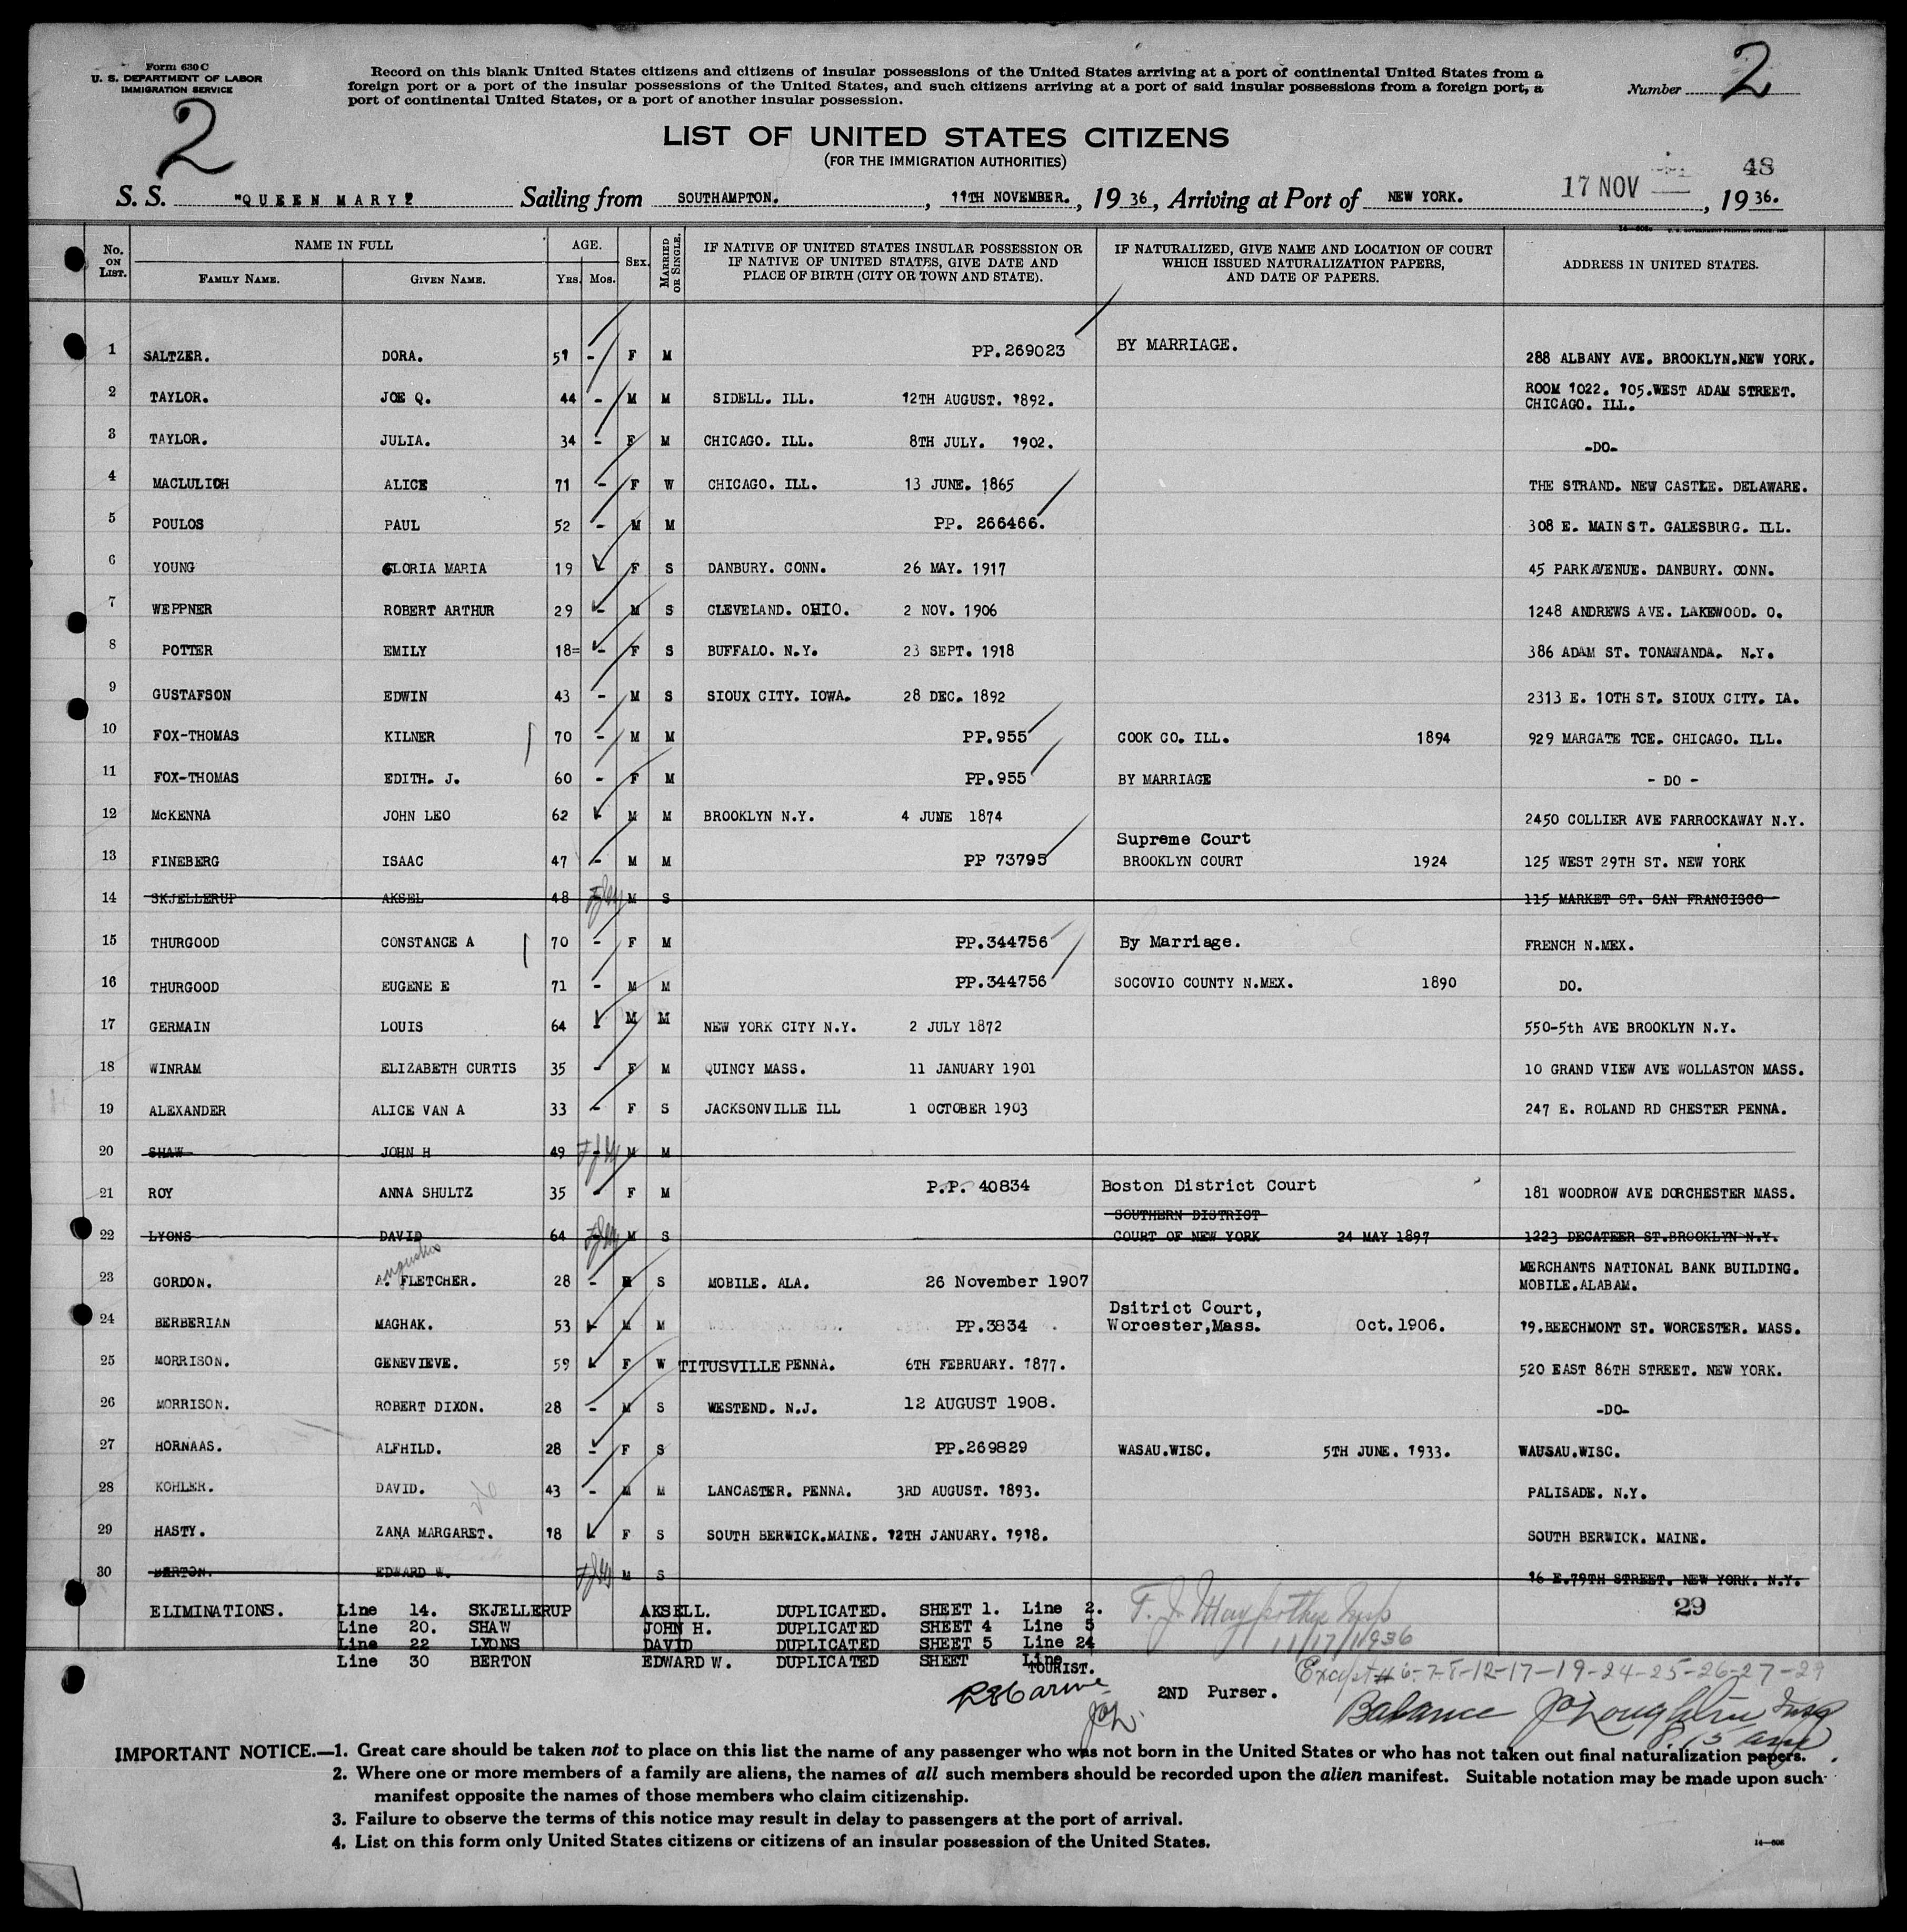 Form 630 C
U. S. DEPARTMENT OF LABOR
IMMIGRATION SERVICE
2
Record on this blank United States citizens and citizens of insular possessions of the United States arriving at a port of continental United States from a
foreign port or a port of the insular possessions of the United States, and such citizens arriving at a port of said insular possessions from a foreign port, a
port of continental United States, or a port of another insular possession.
Number 2
LIST OF UNITED STATES CITIZENS
(FOR THE IMMIGRATION AUTHORITIES)
48
S. S. "QUEEN MARY" Sailing from SOUTHAMPTON. , 11TH NOVEMBER. , 19 36 , Arriving at Port of NEW YORK. 17 NOV , 19 36.
No. ON LIST. NAME IN FULL FAMILY NAME. GIVEN NAME. AGE. YRS. MOS. SEX. MARRIED OR SINGLE. IF NATIVE OF UNITED STATES INSULAR POSSESSION OR IF NATIVE OF UNITED STATES, GIVE DATE AND PLACE OF BIRTH (CITY OR TOWN AND STATE). IF NATURALIZED, GIVE NAME AND LOCATION OF COURT WHICH ISSUED NATURALIZATION PAPERS, AND DATE OF PAPERS. ADDRESS IN UNITED STATES.
1 SALTZER. DORA. 51 - F M PP.269023 BY MARRIAGE. 288 ALBANY AVE. BROOKLYN.NEW YORK.
2 TAYLOR. JOE Q. 44 - M M SIDELL. ILL. 12TH AUGUST. 1892. ROOM 1022. 105.WEST ADAM STREET. CHICAGO. ILL.
3 TAYLOR. JULIA. 34 - F M CHICAGO. ILL. 8TH JULY. 1902. -DO-
4 MACLULICH ALICE 71 - F W CHICAGO. ILL. 13 JUNE. 1865 THE STRAND. NEW CASTLE. DELAWARE.
5 POULOS PAUL 52 - M M PP. 266466. 308 E. MAIN ST. GALESBURG. ILL.
6 YOUNG GLORIA MARIA 19 F S DANBURY. CONN. 26 MAY. 1917 45 PARKAVENUE. DANBURY. CONN.
7 WEPPNER ROBERT ARTHUR 29 - M S CLEVELAND. OHIO. 2 NOV. 1906 1248 ANDREWS AVE. LAKEWOOD. O.
8 POTTER EMILY 18= - F S BUFFALO. N.Y. 23 SEPT. 1918 386 ADAM ST. TONAWANDA. N.Y.
9 GUSTAFSON EDWIN 43 - M S SIOUX CITY. IOWA. 28 DEC. 1892 2313 E. 10TH ST. SIOUX CITY. IA.
10 FOX-THOMAS KILNER 70 - M M PP.955 COOK CO. ILL. 1894 929 MARGATE TCE. CHICAGO. ILL.
11 FOX-THOMAS EDITH. J. 60 - F M PP.955 BY MARRIAGE - DO -
12 McKENNA JOHN LEO 62 M M BROOKLYN N.Y. 4 JUNE 1874 2450 COLLIER AVE FARROCKAWAY N.Y.
13 FINEBERG ISAAC 47 - M M PP 73795 Supreme Court BROOKLYN COURT 1924 125 WEST 29TH ST. NEW YORK
14 SKJELLERUP AKSEL 48 M S 115 MARKET ST. SAN FRANCISCO
15 THURGOOD CONSTANCE A 70 - F M PP.344756 By Marriage. FRENCH N.MEX.
16 THURGOOD EUGENE E 71 - M M PP.344756 SOCOVIO COUNTY N.MEX. 1890 DO.
17 GERMAIN LOUIS 64 - M M NEW YORK CITY N.Y. 2 JULY 1872 550-5th AVE BROOKLYN N.Y.
18 WINRAM ELIZABETH CURTIS 35 - F M QUINCY MASS. 11 JANUARY 1901 10 GRAND VIEW AVE WOLLASTON MASS.
19 ALEXANDER ALICE VAN A 33 - F S JACKSONVILLE ILL 1 OCTOBER 1903 247 E. ROLAND RD CHESTER PENNA.
20 SHAW JOHN H 49 - M M
21 ROY ANNA SHULTZ 35 - F M P.P. 40834 Boston District Court 181 WOODROW AVE DORCHESTER MASS.
22 LYONS DAVID 64 - M S SOUTHERN DISTRICT COURT OF NEW YORK 24 MAY 1897 1223 DECATEER ST.BROOKLYN N.Y.
23 GORDON. A. FLETCHER. 28 - S MOBILE. ALA. 26 November 1907 MERCHANTS NATIONAL BANK BUILDING. MOBILE.ALABAM.
24 BERBERIAN MAGHAK. 53 M M PP.3834 Dsitrict Court, Worcester,Mass. Oct.1906. 19.BEECHMONT ST. WORCESTER. MASS.
25 MORRISON. GENEVIEVE. 59 F W TITUSVILLE PENNA. 6TH FEBRUARY. 1877. 520 EAST 86TH STREET. NEW YORK.
26 MORRISON. ROBERT DIXON. 28 - M S WESTEND. N.J. 12 AUGUST 1908. -DO-
27 HORNAAS. ALFHILD. 28 - F S PP.269829 WASAU.WISC. 5TH JUNE. 1933. WAUSAU.WISC.
28 KOHLER. DAVID. 43 - M M LANCASTER. PENNA. 3RD AUGUST. 1893. PALISADE. N.Y.
29 HASTY. ZANA MARGARET. 18 F S SOUTH BERWICK.MAINE. 12TH JANUARY. 1918. SOUTH BERWICK. MAINE.
30 BERTON. EDWARD W. M S 16 E.79TH STREET. NEW YORK. N.Y.
ELIMINATIONS. Line 14. SKJELLERUP AKSELL. DUPLICATED. SHEET 1. Line 2. 29
Line 20. SHAW JOHN H. DUPLICATED SHEET 4 Line 5
Line 22 LYONS DAVID DUPLICATED SHEET 5 Line 24
11/17/1936
Line 30 BERTON EDWARD W. DUPLICATED SHEET Line
TOURIST.
Except # 6-7-8-12-17-19-24-25-26-27-29
2ND Purser.
Balance
IMPORTANT NOTICE.—1. Great care should be taken not to place on this list the name of any passenger who was not born in the United States or who has not taken out final naturalization papers.
2. Where one or more members of a family are aliens, the names of all such members should be recorded upon the alien manifest. Suitable notation may be made upon such
manifest opposite the names of those members who claim citizenship.
3. Failure to observe the terms of this notice may result in delay to passengers at the port of arrival.
4. List on this form only United States citizens or citizens of an insular possession of the United States.